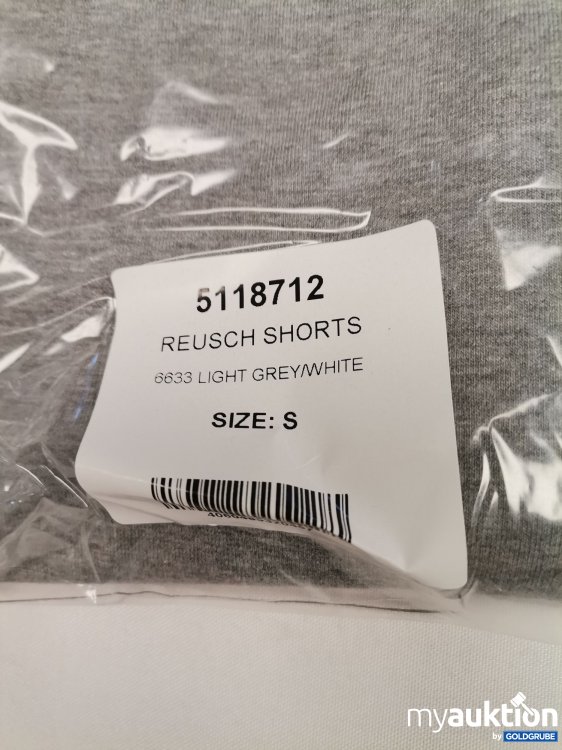 5118712
REUSCH SHORTS
6633 LIGHT GREY/WHITE
SIZE: S
myauktion
by GOLDGRUBE